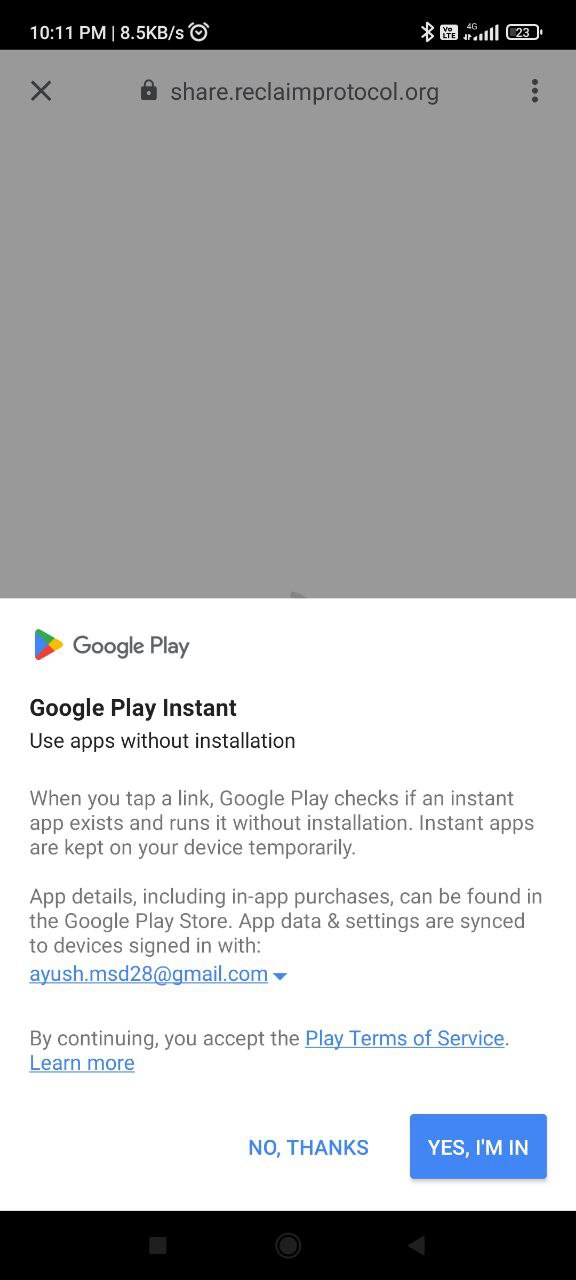 10:11 PM | 8.5KB/s
Vo LTE 4G 23
share.reclaimprotocol.org
Google Play
Google Play Instant
Use apps without installation
When you tap a link, Google Play checks if an instant
app exists and runs it without installation. Instant apps
are kept on your device temporarily.
App details, including in-app purchases, can be found in
the Google Play Store. App data & settings are synced
to devices signed in with:
ayush.msd28@gmail.com
By continuing, you accept the Play Terms of Service.
Learn more
NO, THANKS YES, I'M IN